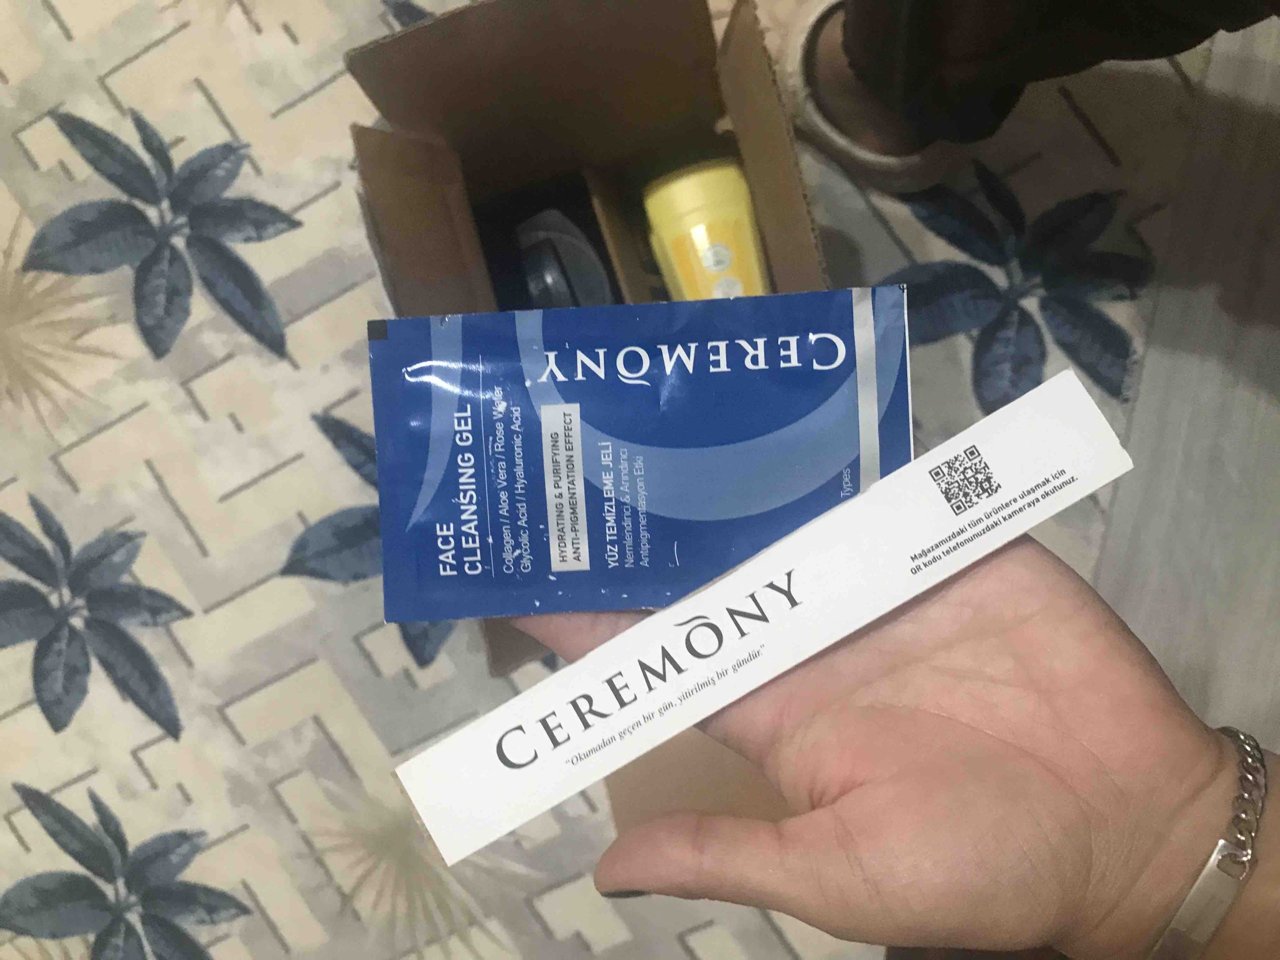 CEREMONY
FACE
CLEANSING GEL
Collagen / Aloe Vera / Rose Water
Glycolic Acid / Hyaluronic Acid
HYDRATING & PURIFYING
ANTI-PIGMENTATION EFFECT
YÜZ TEMİZLEME JELİ
Nemlendirici & Arındırıcı
Antipigmentasyon Etki
Types
CEREMONY
"Okumadan geçen bir gün, yitirilmiş bir gündür."
Mağazamızdaki tüm ürünlere ulaşmak için
QR kodu telefonunuzdaki kameraya okutunuz.